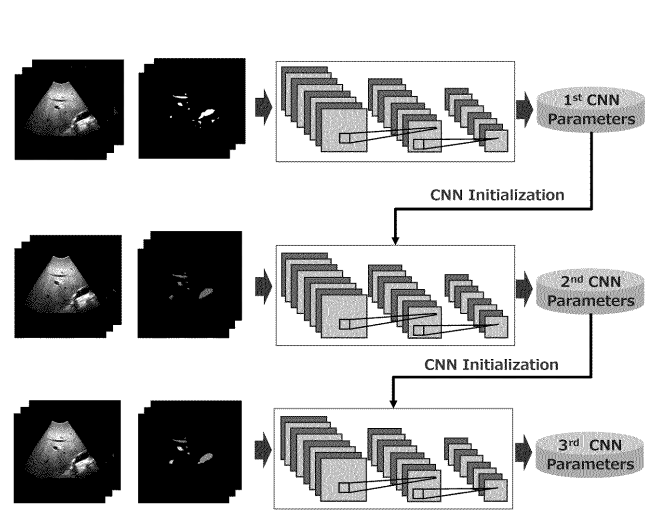 1st CNN
Parameters
CNN Initialization
2nd CNN
Parameters
CNN Initialization
3rd CNN
Parameters